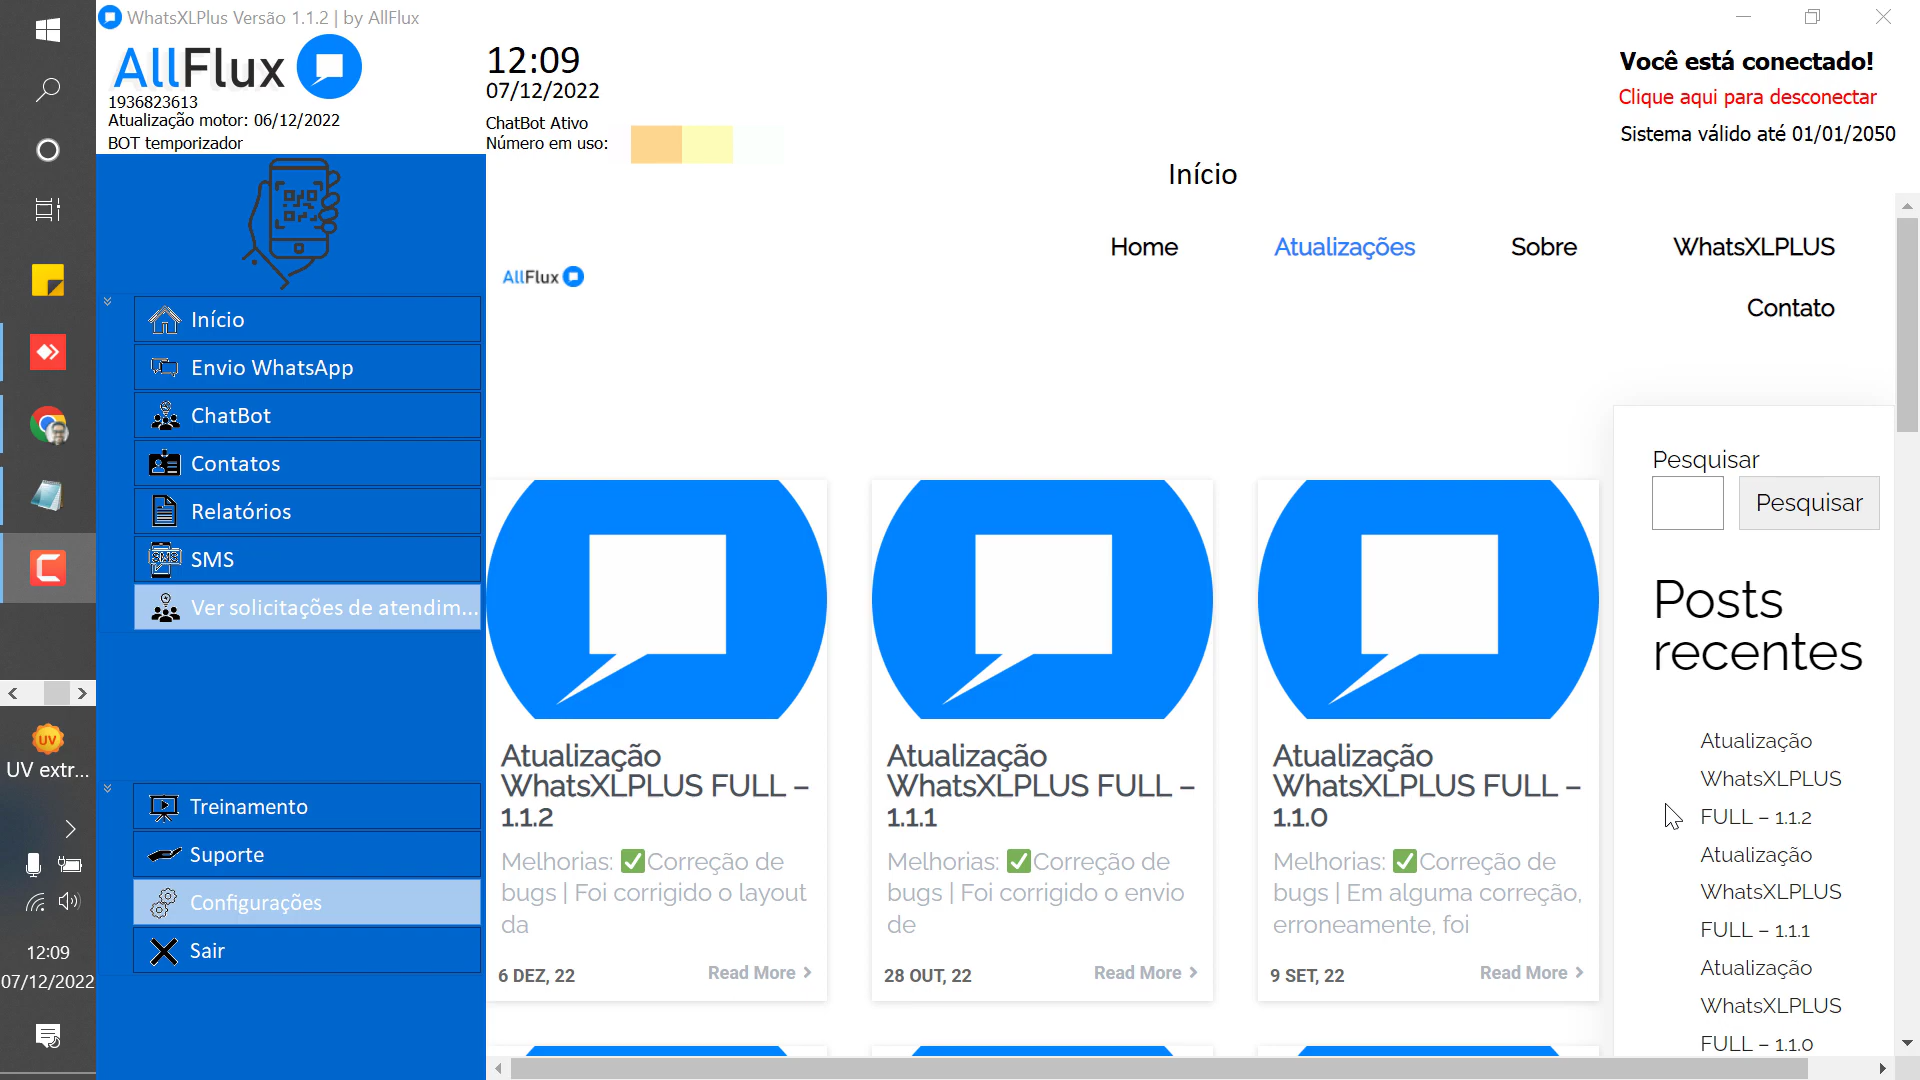 WhatsXLPlus Versão 1.1.2 | by AllFlux
AllFlux
1936823613
Atualização motor: 06/12/2022
BOT temporizador
12:09
07/12/2022
ChatBot Ativo
Número em uso:
Você está conectado!
Clique aqui para desconectar
Sistema válido até 01/01/2050
Início
Início
Envio WhatsApp
ChatBot
Contatos
Relatórios
SMS
Ver solicitações de atendim...
Treinamento
Suporte
Configurações
Sair
AllFlux
Home
Atualizações
Sobre
WhatsXLPLUS
Contato
Atualização
WhatsXLPLUS FULL –
1.1.2
Melhorias: ✅Correção de
bugs | Foi corrigido o layout
da
6 DEZ, 22
Read More
Atualização
WhatsXLPLUS FULL –
1.1.1
Melhorias: ✅Correção de
bugs | Foi corrigido o envio
de
28 OUT, 22
Read More
Atualização
WhatsXLPLUS FULL –
1.1.0
Melhorias: ✅Correção de
bugs | Em alguma correção,
erroneamente, foi
9 SET, 22
Read More
Pesquisar
Pesquisar
Posts
recentes
Atualização
WhatsXLPLUS
FULL – 1.1.2
Atualização
WhatsXLPLUS
FULL – 1.1.1
Atualização
WhatsXLPLUS
FULL – 1.1.0
UV
UV extr...
12:09
07/12/2022